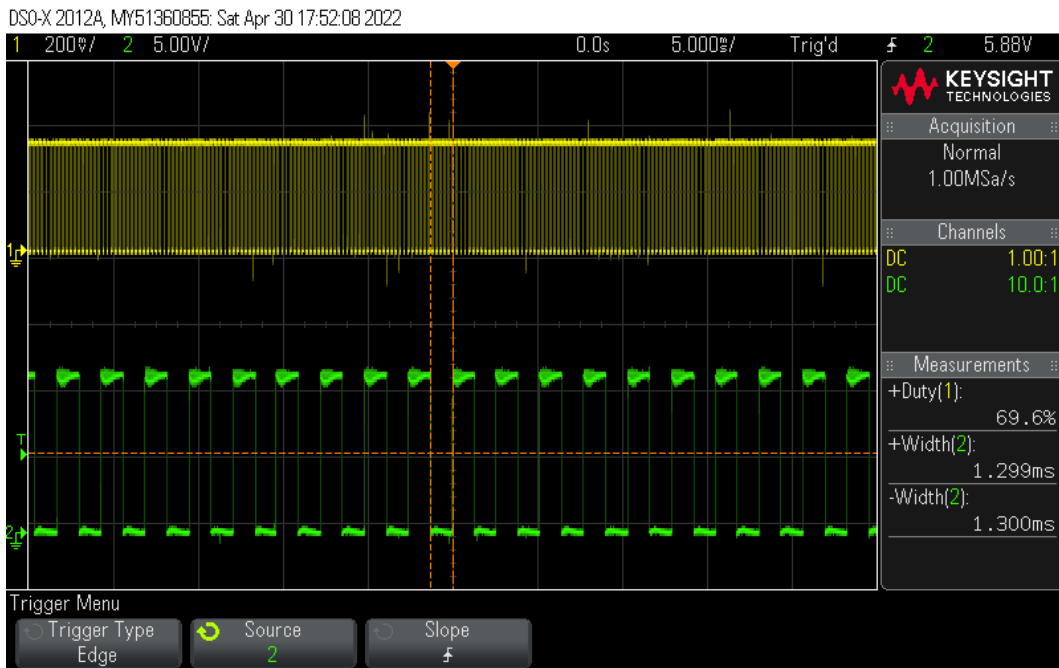 DSO-X 2012A, MY51360855: Sat Apr 30 17:52:08 2022
1 200mV/ 2 5.00V/ 0.0s 5.000ms/ Trig'd 2 5.88V
KEYSIGHT
TECHNOLOGIES
Acquisition
Normal
1.00MSa/s
Channels
DC 1.00:1
DC 10.0:1
Measurements
+Duty(1):
69.6%
+Width(2):
1.299ms
-Width(2):
1.300ms
1
T
2
Trigger Menu
Trigger Type
Edge
Source
2
Slope